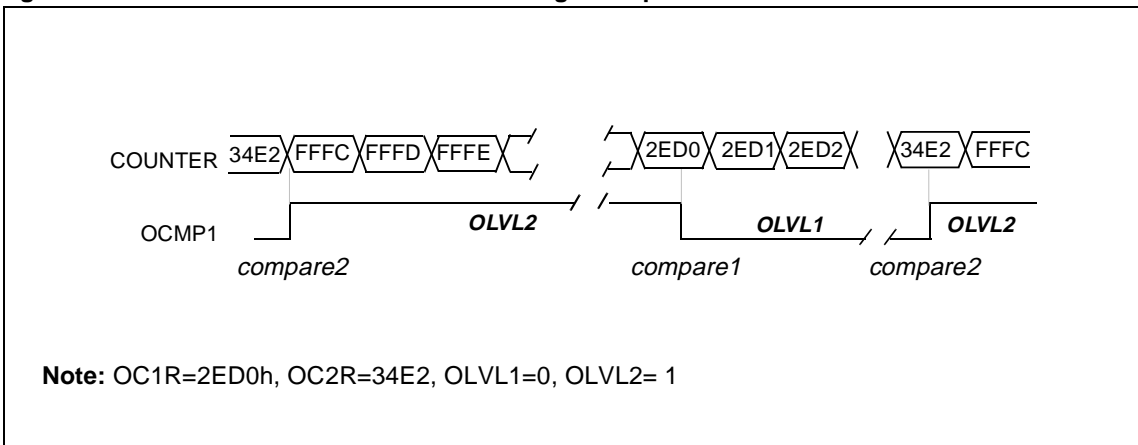 COUNTER 34E2 FFFC FFFD FFFE 2ED0 2ED1 2ED2 34E2 FFFC
OCMP1 OLVL2 OLVL1 OLVL2
compare2 compare1 compare2
Note: OC1R=2ED0h, OC2R=34E2, OLVL1=0, OLVL2= 1